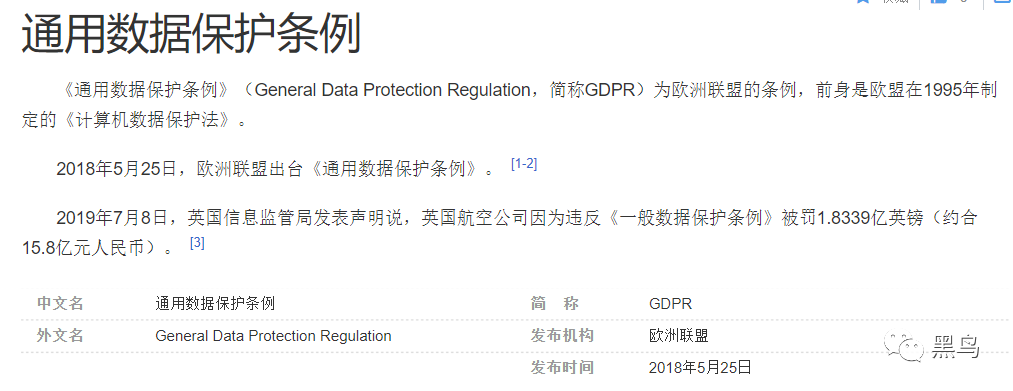 通用数据保护条例
《通用数据保护条例》（General Data Protection Regulation，简称GDPR）为欧洲联盟的条例，前身是欧盟在1995年制
定的《计算机数据保护法》。
2018年5月25日，欧洲联盟出台《通用数据保护条例》。 [1-2]
2019年7月8日，英国信息监管局发表声明说，英国航空公司因为违反《一般数据保护条例》被罚1.8339亿英镑（约合
15.8亿元人民币）。 [3]
中文名 通用数据保护条例 简 称 GDPR
外文名 General Data Protection Regulation 发布机构 欧洲联盟
发布时间 2018年5月25日
黑鸟